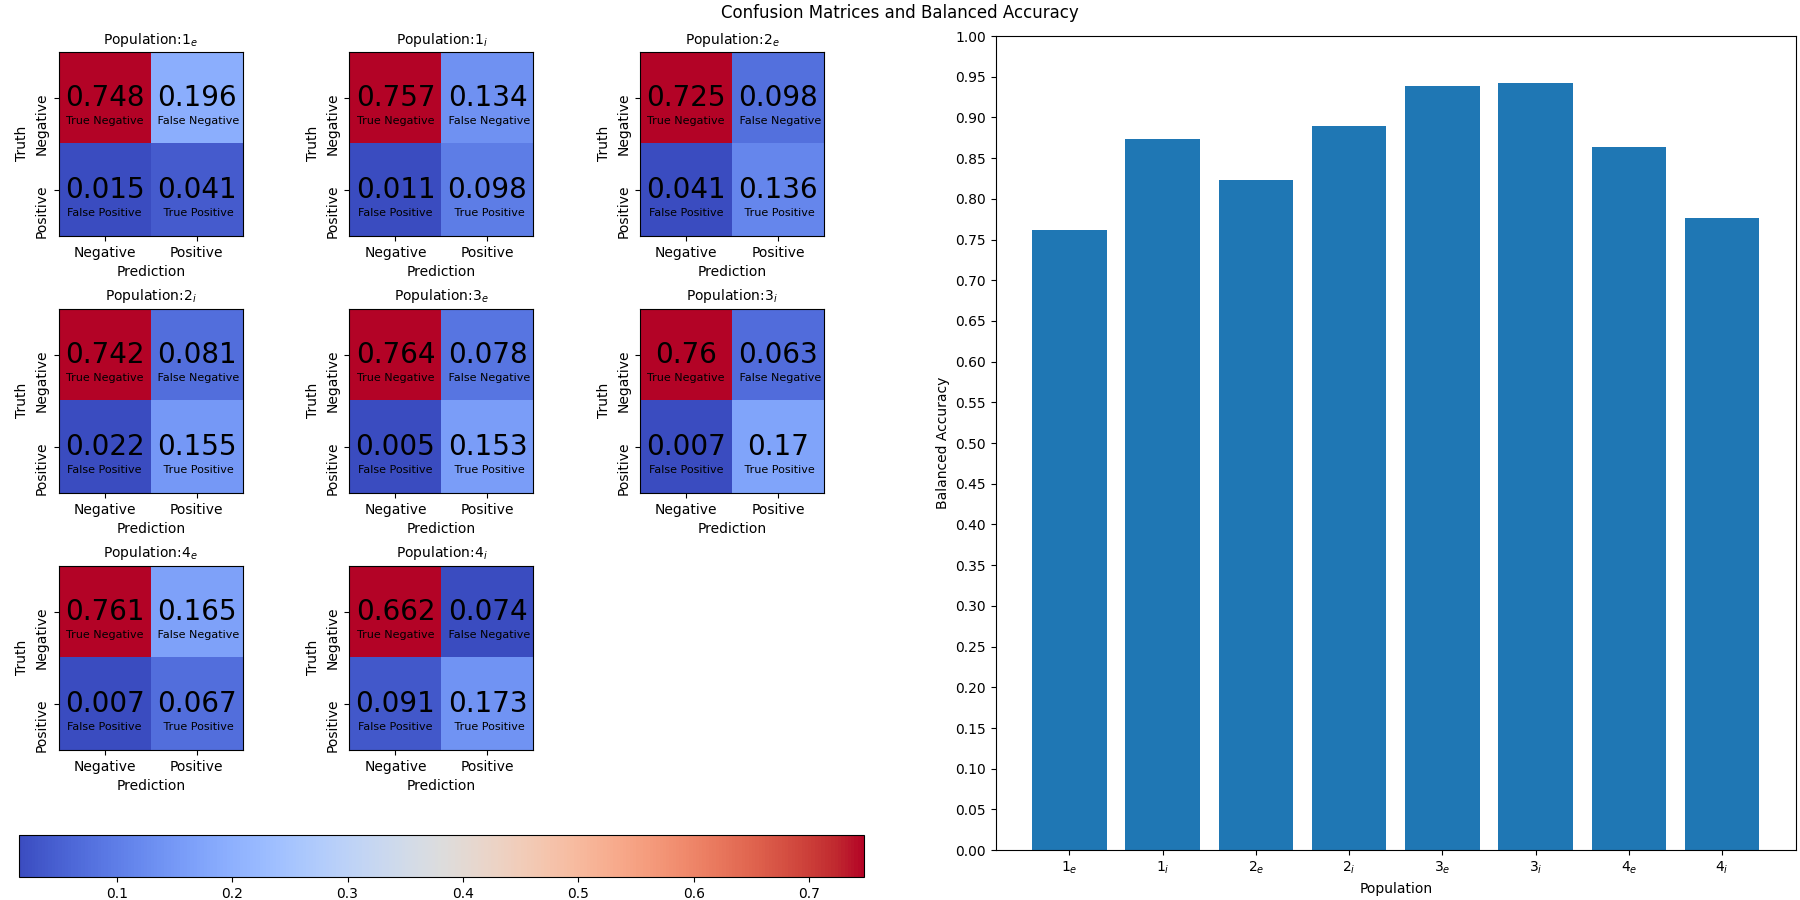 Confusion Matrices and Balanced Accuracy
Population:1e
Truth
Negative
Positive
0.748
True Negative
0.196
False Negative
0.015
False Positive
0.041
True Positive
Negative Positive
Prediction
Population:1i
Truth
Negative
Positive
0.757
True Negative
0.134
False Negative
0.011
False Positive
0.098
True Positive
Negative Positive
Prediction
Population:2e
Truth
Negative
Positive
0.725
True Negative
0.098
False Negative
0.041
False Positive
0.136
True Positive
Negative Positive
Prediction
Population:2i
Truth
Negative
Positive
0.742
True Negative
0.081
False Negative
0.022
False Positive
0.155
True Positive
Negative Positive
Prediction
Population:3e
Truth
Negative
Positive
0.764
True Negative
0.078
False Negative
0.005
False Positive
0.153
True Positive
Negative Positive
Prediction
Population:3i
Truth
Negative
Positive
0.76
True Negative
0.063
False Negative
0.007
False Positive
0.17
True Positive
Negative Positive
Prediction
Population:4e
Truth
Negative
Positive
0.761
True Negative
0.165
False Negative
0.007
False Positive
0.067
True Positive
Negative Positive
Prediction
Population:4i
Truth
Negative
Positive
0.662
True Negative
0.074
False Negative
0.091
False Positive
0.173
True Positive
Negative Positive
Prediction
0.1 0.2 0.3 0.4 0.5 0.6 0.7
Balanced Accuracy
1.00
0.95
0.90
0.85
0.80
0.75
0.70
0.65
0.60
0.55
0.50
0.45
0.40
0.35
0.30
0.25
0.20
0.15
0.10
0.05
0.00
1e 1i 2e 2i 3e 3i 4e 4i
Population